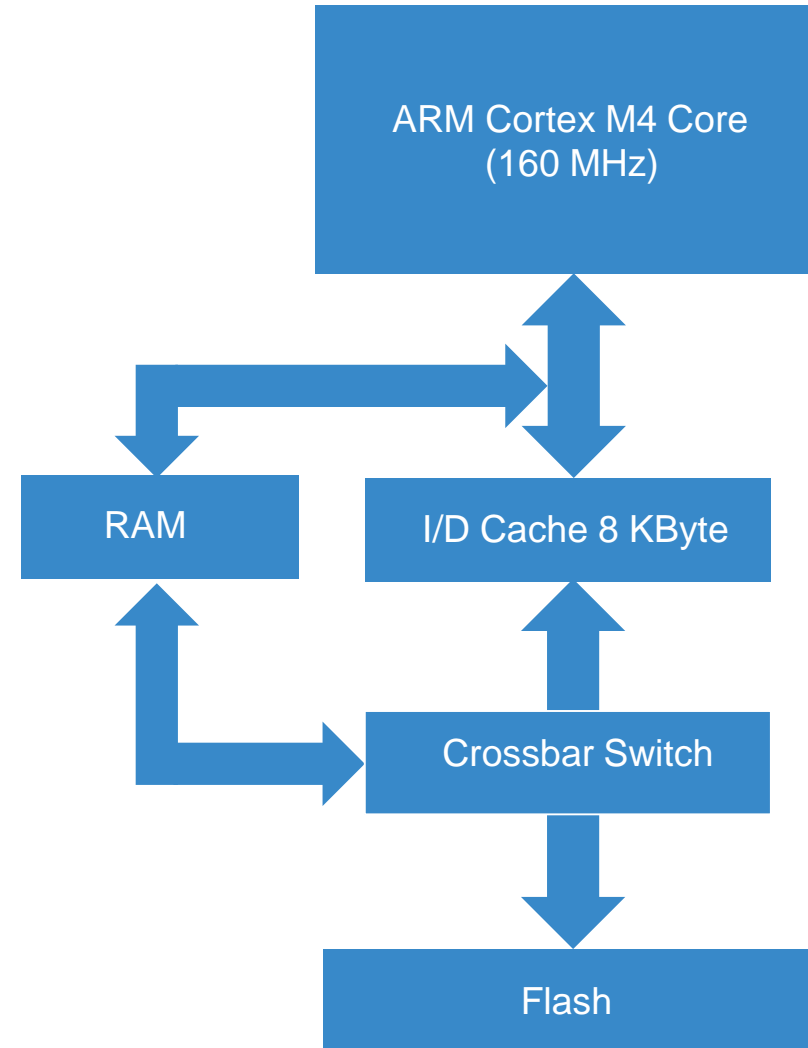 ARM Cortex M4 Core
(160 MHz)
RAM
I/D Cache 8 KByte
Crossbar Switch
Flash